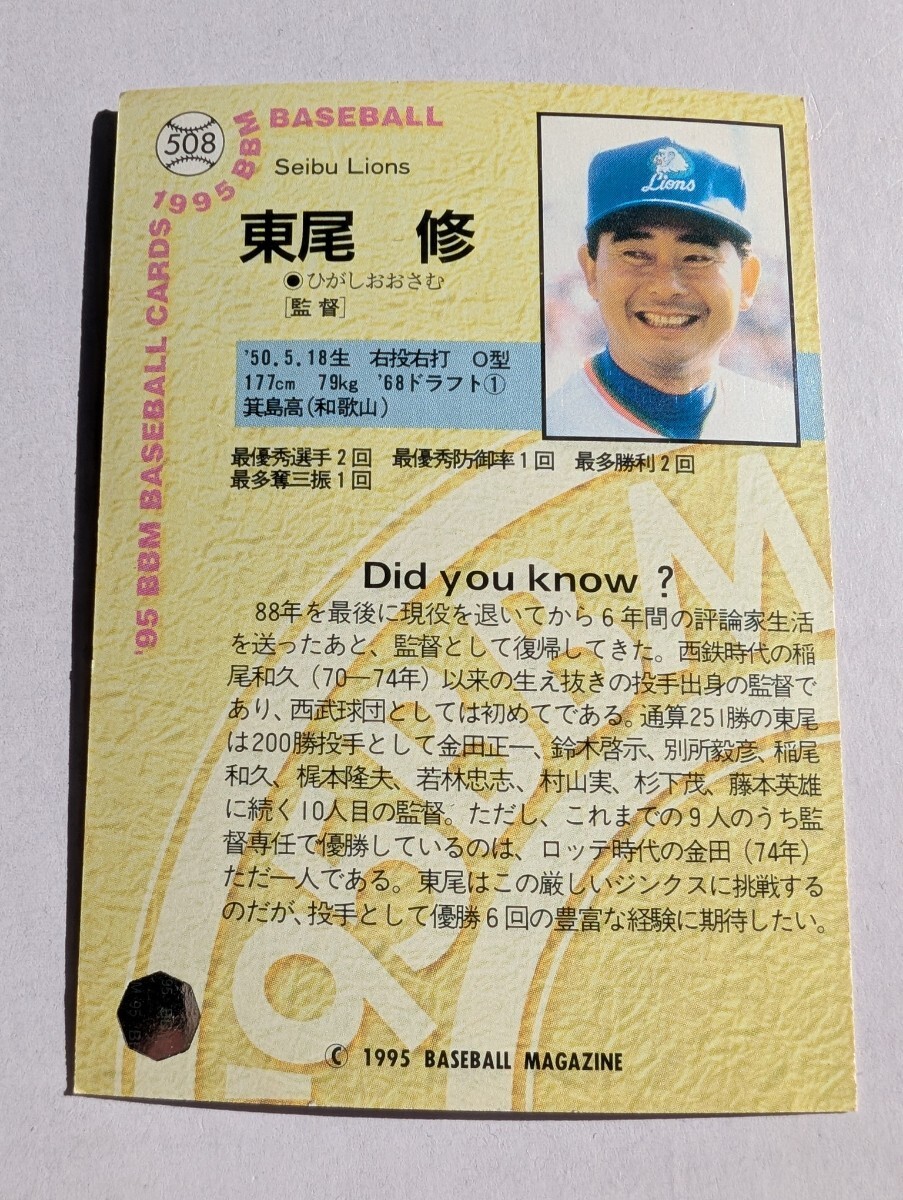 508
'95 BBM BASEBALL CARDS 1995 BBM BASEBALL
Seibu Lions
Lions
東尾 修
●ひがしおおさむ
[監督]
'50.5.18生 右投右打 O型
177cm 79kg '68ドラフト①
箕島高(和歌山)
最優秀選手2回 最優秀防御率1回 最多勝利2回
最多奪三振1回
Did you know ?
88年を最後に現役を退いてから6年間の評論家生活
を送ったあと、監督として復帰してきた。西鉄時代の稲
尾和久(70―74年)以来の生え抜きの投手出身の監督で
あり、西武球団としては初めてである。通算251勝の東尾
は200勝投手として金田正一、鈴木啓示、別所毅彦、稲尾
和久、梶本隆夫、若林忠志、村山実、杉下茂、藤本英雄
に続く10人目の監督。ただし、これまでの9人のうち監
督専任で優勝しているのは、ロッテ時代の金田(74年)
ただ一人である。東尾はこの厳しいジンクスに挑戦する
のだが、投手として優勝6回の豊富な経験に期待したい。
© 1995 BASEBALL MAGAZINE